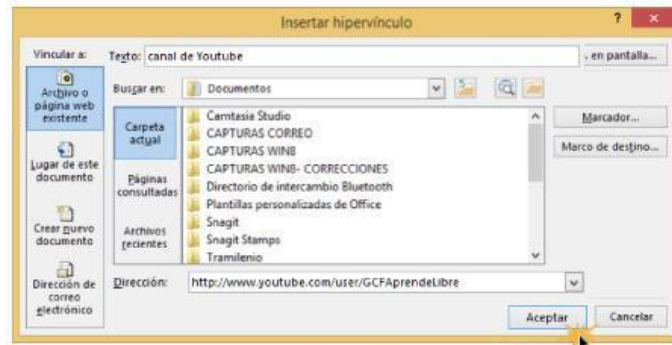 Insertar hipervínculo
?
×
Vincular a:
Texto: canal de Youtube
. en pantalla...
Archivo o
página web
existente
Lugar de este
documento
Crear nuevo
documento
Dirección de
correo
electrónico
Buscar en: Documentos
Carpeta
actual
Páginas
consultadas
Archivos
recientes
Camtasia Studio
CAPTURAS CORREO
CAPTURAS WIN8
CAPTURAS WIN8- CORRECCIONES
Directorio de intercambio Bluetooth
Plantillas personalizadas de Office
Snagit
Snagit Stamps
Tramilenio
Marcador...
Marco de destino...
Dirección: http://www.youtube.com/user/GCFAprendeLibre
Aceptar
Cancelar